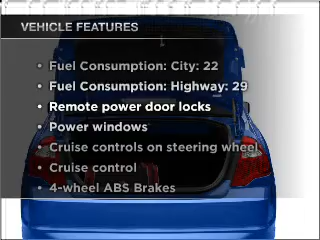 VEHICLE FEATURES
• Fuel Consumption: City: 22
• Fuel Consumption: Highway: 29
• Remote power door locks
• Power windows
• Cruise controls on steering wheel
• Cruise control
• 4-wheel ABS Brakes